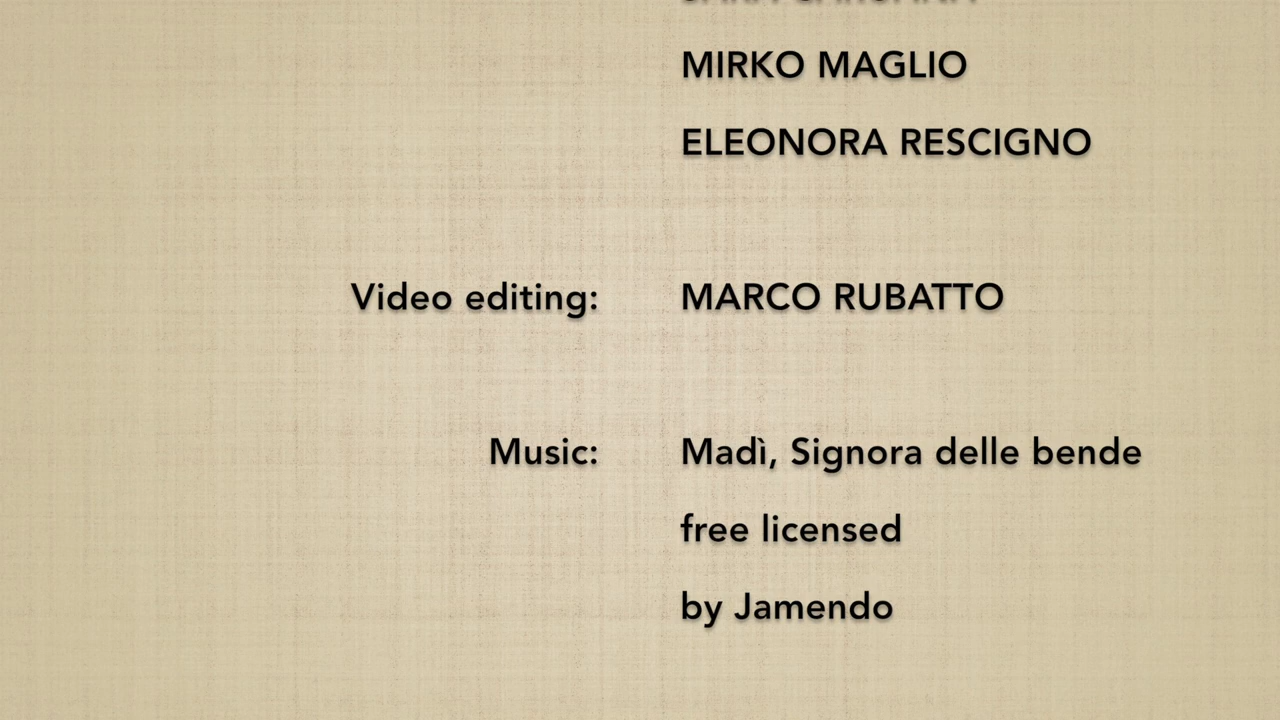 MIRKO MAGLIO
ELEONORA RESCIGNO
Video editing: MARCO RUBATTO
Music: Madì, Signora delle bende
free licensed
by Jamendo